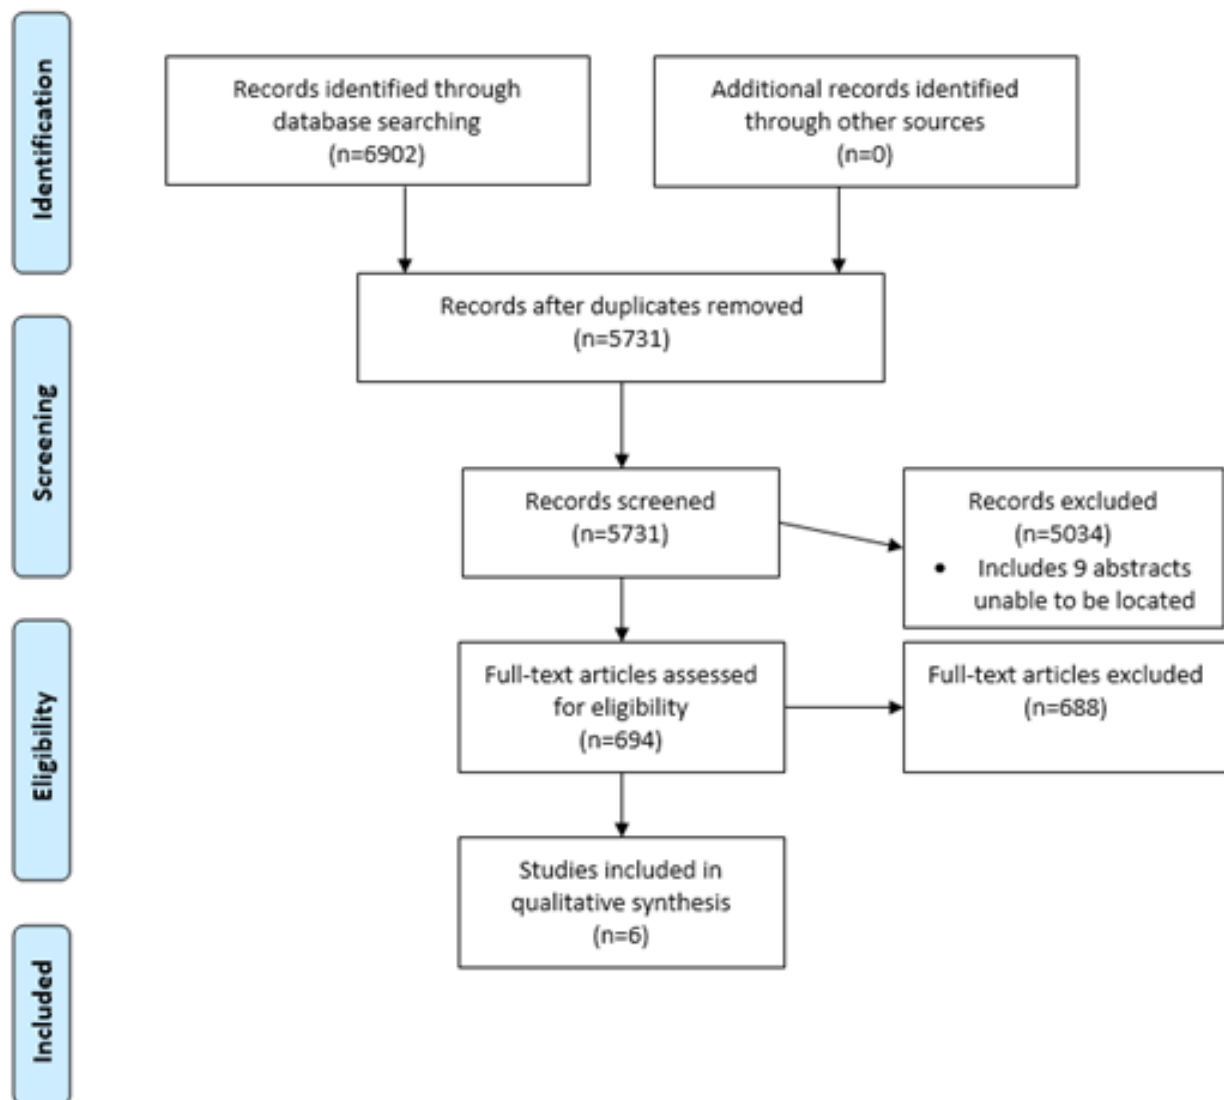 Identification
Records identified through
database searching
(n=6902)
Additional records identified
through other sources
(n=0)
Records after duplicates removed
(n=5731)
Screening
Records screened
(n=5731)
Records excluded
(n=5034)
• Includes 9 abstracts
unable to be located
Eligibility
Full-text articles assessed
for eligibility
(n=694)
Full-text articles excluded
(n=688)
Studies included in
qualitative synthesis
(n=6)
Included